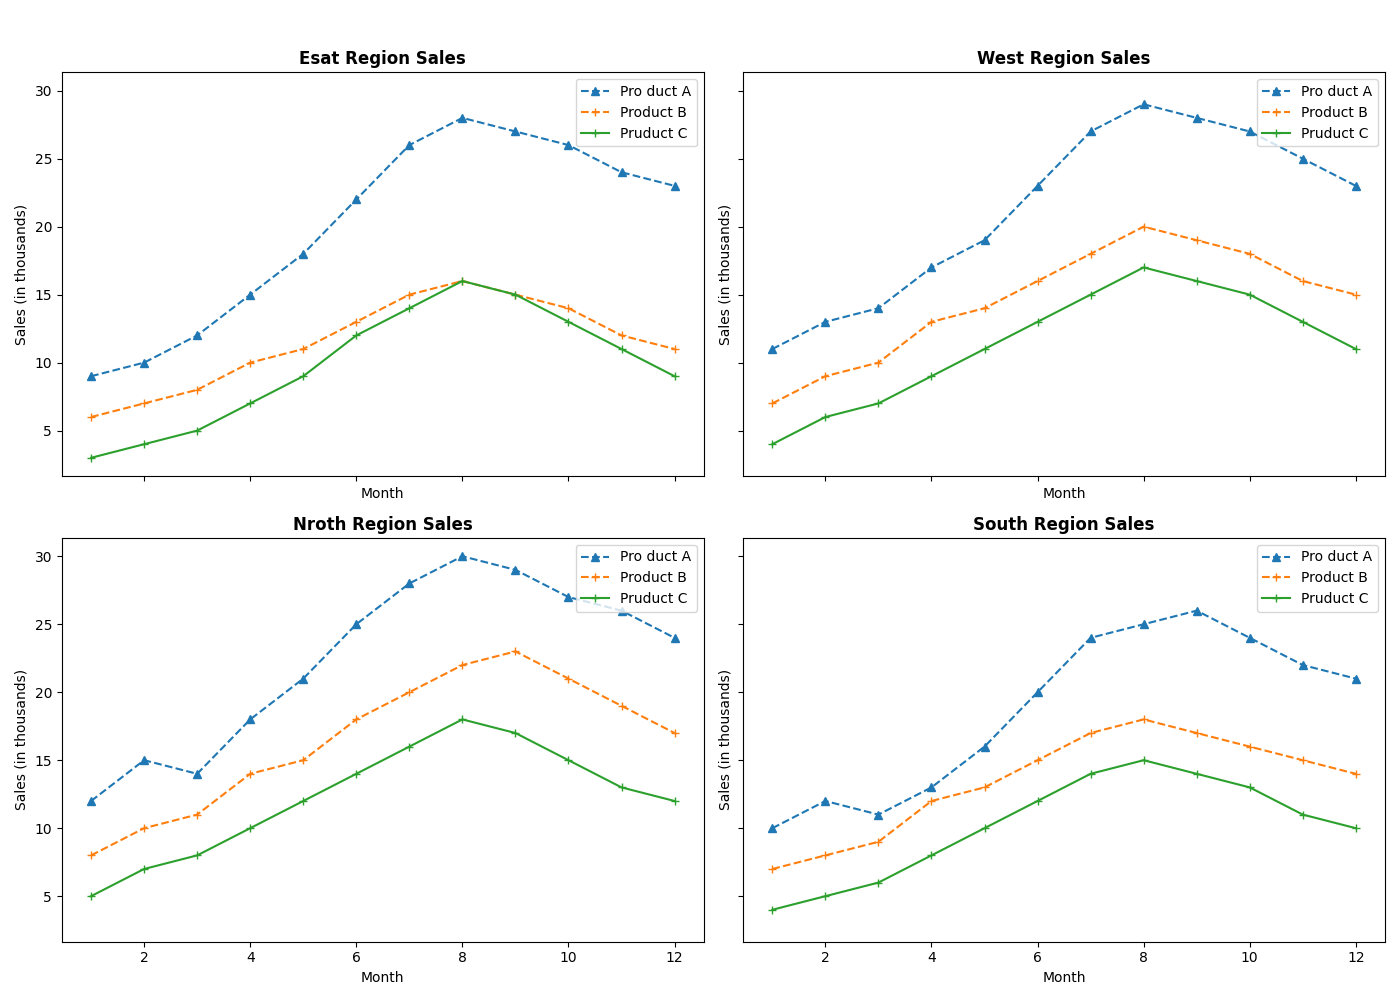 Esat Region Sales
Sales (in thousands)
30
25
20
15
10
5
Pro duct A
Product B
Pruduct C
Month
West Region Sales
Sales (in thousands)
Pro duct A
Product B
Pruduct C
Month
Nroth Region Sales
Sales (in thousands)
30
25
20
15
10
5
Pro duct A
Product B
Pruduct C
2 4 6 8 10 12
Month
South Region Sales
Sales (in thousands)
Pro duct A
Product B
Pruduct C
2 4 6 8 10 12
Month